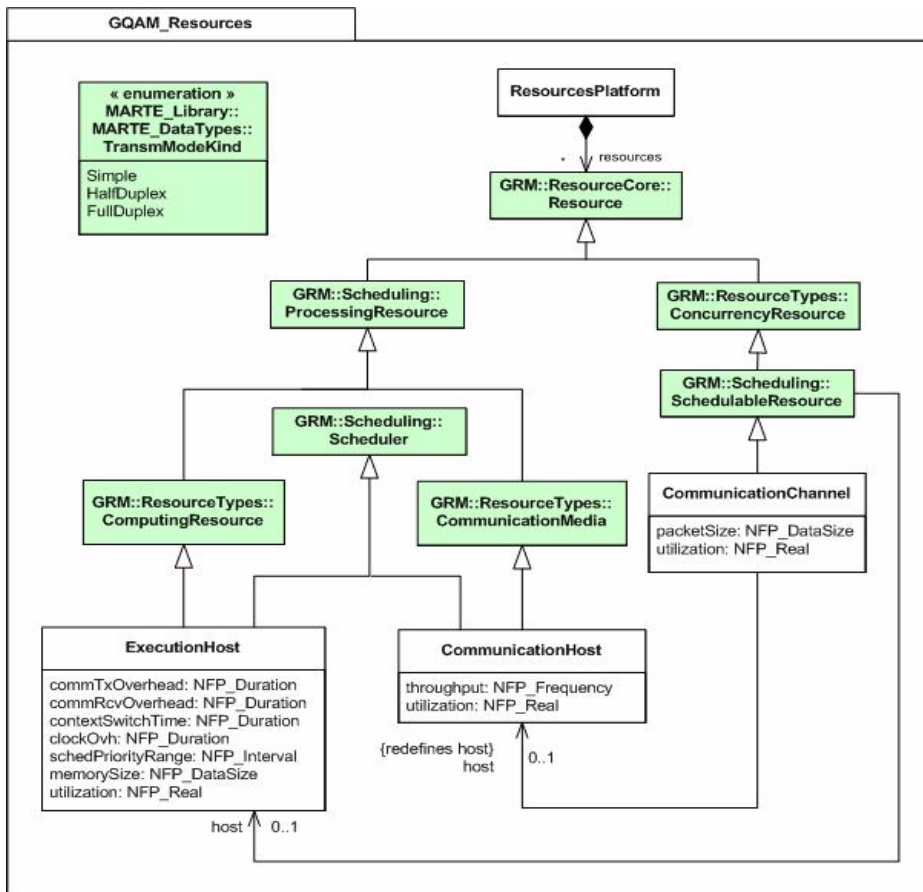 GQAM_Resources
« enumeration »
MARTE_Library::
MARTE_DataTypes::
TransmModeKind
Simple
HalfDuplex
FullDuplex
ResourcesPlatform
* resources
GRM::ResourceCore::
Resource
GRM::Scheduling::
ProcessingResource
GRM::ResourceTypes::
ConcurrencyResource
GRM::Scheduling::
SchedulableResource
GRM::Scheduling::
Scheduler
GRM::ResourceTypes::
ComputingResource
GRM::ResourceTypes::
CommunicationMedia
CommunicationChannel
packetSize: NFP_DataSize
utilization: NFP_Real
ExecutionHost
commTxOverhead: NFP_Duration
commRcvOverhead: NFP_Duration
contextSwitchTime: NFP_Duration
clockOvh: NFP_Duration
schedPriorityRange: NFP_Interval
memorySize: NFP_DataSize
utilization: NFP_Real
CommunicationHost
throughput: NFP_Frequency
utilization: NFP_Real
{redefines host}
host 0..1
host 0..1